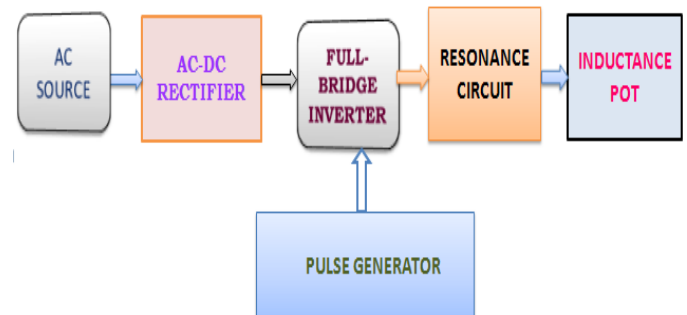 AC
SOURCE
AC-DC
RECTIFIER
FULL-
BRIDGE
INVERTER
RESONANCE
CIRCUIT
INDUCTANCE
POT
PULSE GENERATOR